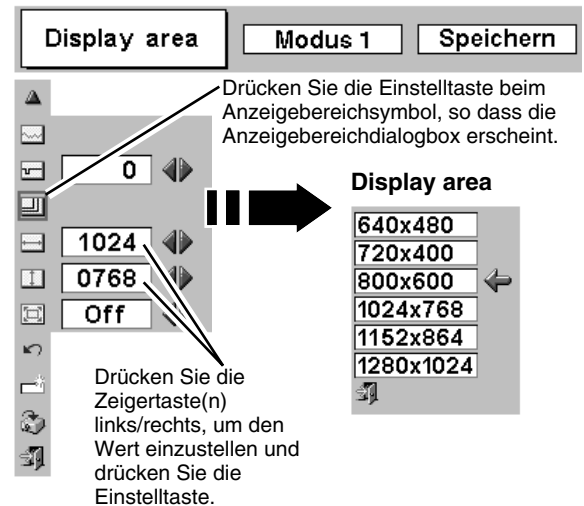 Display area
Modus 1
Speichern
Drücken Sie die Einstelltaste beim
Anzeigebereichsymbol, so dass die
Anzeigebereichdialogbox erscheint.
0
1024
0768
Off
Display area
640x480
720x400
800x600
1024x768
1152x864
1280x1024
Drücken Sie die
Zeigertaste(n)
links/rechts, um den
Wert einzustellen und
drücken Sie die
Einstelltaste.